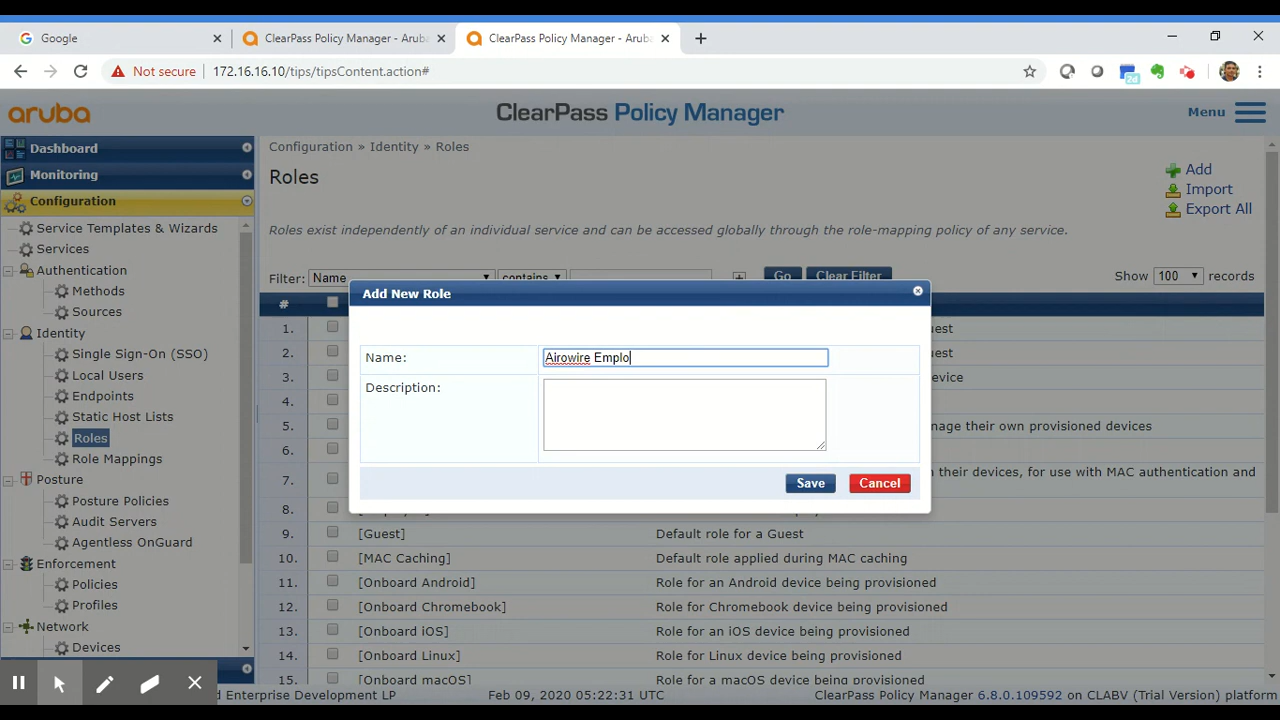 Google
ClearPass Policy Manager - Aruba
ClearPass Policy Manager - Aruba
Not secure
172.16.16.10/tips/tipsContent.action#
2d
aruba
ClearPass Policy Manager
Menu
Dashboard
Monitoring
Configuration
Service Templates & Wizards
Services
Authentication
Methods
Sources
Identity
Single Sign-On (SSO)
Local Users
Endpoints
Static Host Lists
Roles
Role Mappings
Posture
Posture Policies
Audit Servers
Agentless OnGuard
Enforcement
Policies
Profiles
Network
Devices
Configuration » Identity » Roles
Roles
Add
Import
Export All
Roles exist independently of an individual service and can be accessed globally through the role-mapping policy of any service.
Filter: Name contains Go Clear Filter Show 100 records
#
1. uest
2. uest
3. device
4.
5. nage their own provisioned devices
6.
7. n their devices, for use with MAC authentication and
8.
9. [Guest] Default role for a Guest
10. [MAC Caching] Default role applied during MAC caching
11. [Onboard Android] Role for an Android device being provisioned
12. [Onboard Chromebook] Role for Chromebook device being provisioned
13. [Onboard iOS] Role for an iOS device being provisioned
14. [Onboard Linux] Role for Linux device being provisioned
15. [Onboard macOS] Role for a macOS device being provisioned
Add New Role
Name: Airowire Emplo
Description:
Save Cancel
d Enterprise Development LP
Feb 09, 2020 05:22:31 UTC
ClearPass Policy Manager 6.8.0.109592 on CLABV (Trial Version) platform